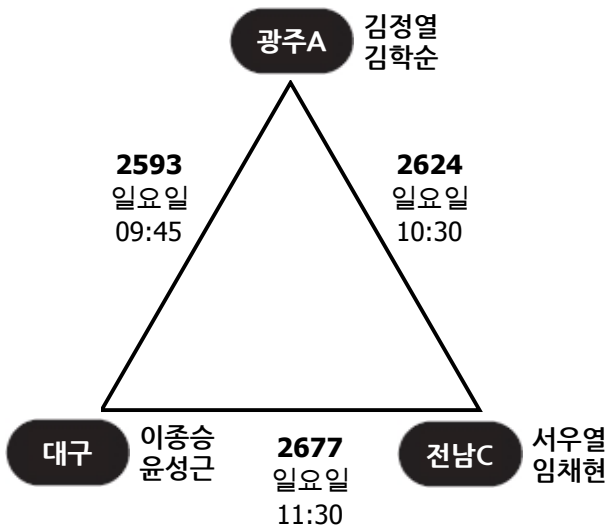 광주A
김정열
김학순
2593
일요일
09:45
2624
일요일
10:30
대구
이종승
윤성근
2677
일요일
11:30
전남C
서우열
임채현